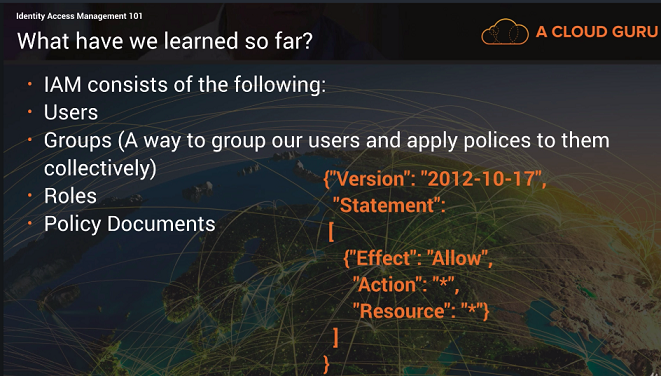 Identity Access Management 101
What have we learned so far?
A CLOUD GURU
• IAM consists of the following:
• Users
• Groups (A way to group our users and apply polices to them
collectively)
• Roles
• Policy Documents
{"Version": "2012-10-17",
"Statement":
[
{"Effect": "Allow",
"Action": "*",
"Resource": "*"}
]
}